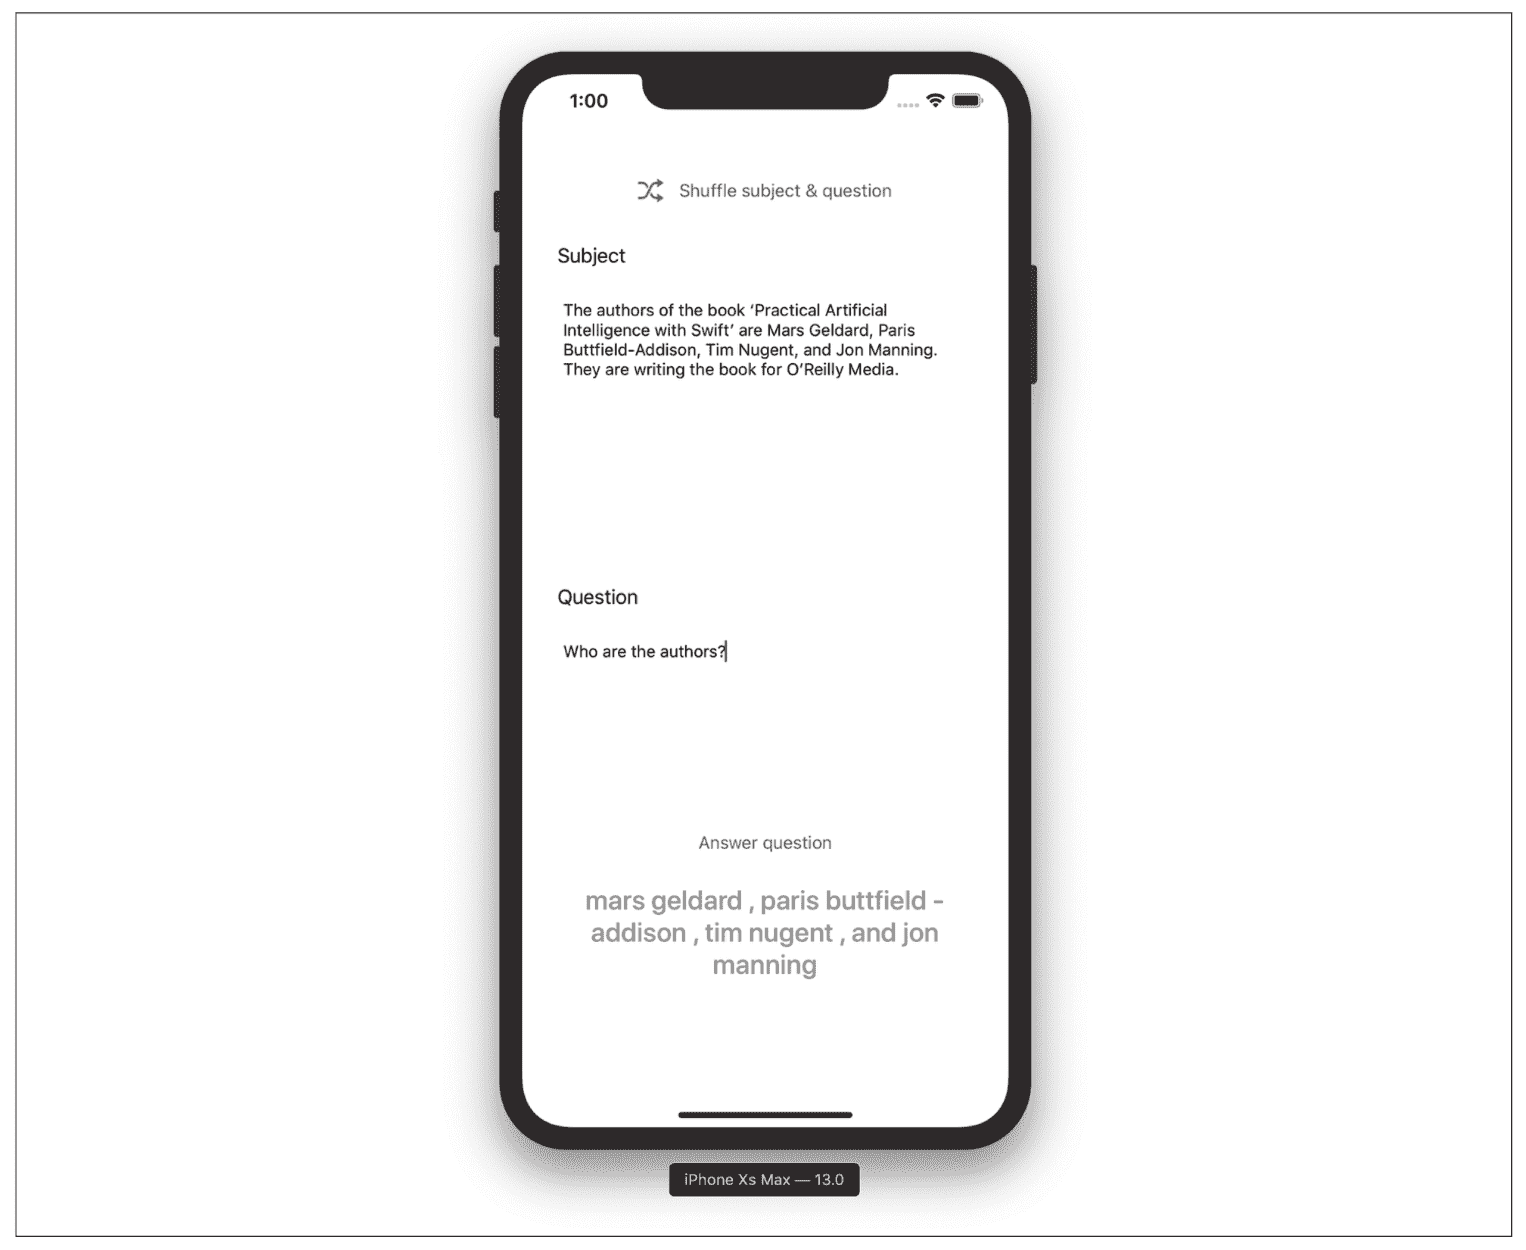 1:00
Shuffle subject & question
Subject
The authors of the book ‘Practical Artificial
Intelligence with Swift’ are Mars Geldard, Paris
Buttfield-Addison, Tim Nugent, and Jon Manning.
They are writing the book for O’Reilly Media.
Question
Who are the authors?
Answer question
mars geldard , paris buttfield -
addison , tim nugent , and jon
manning
iPhone Xs Max — 13.0